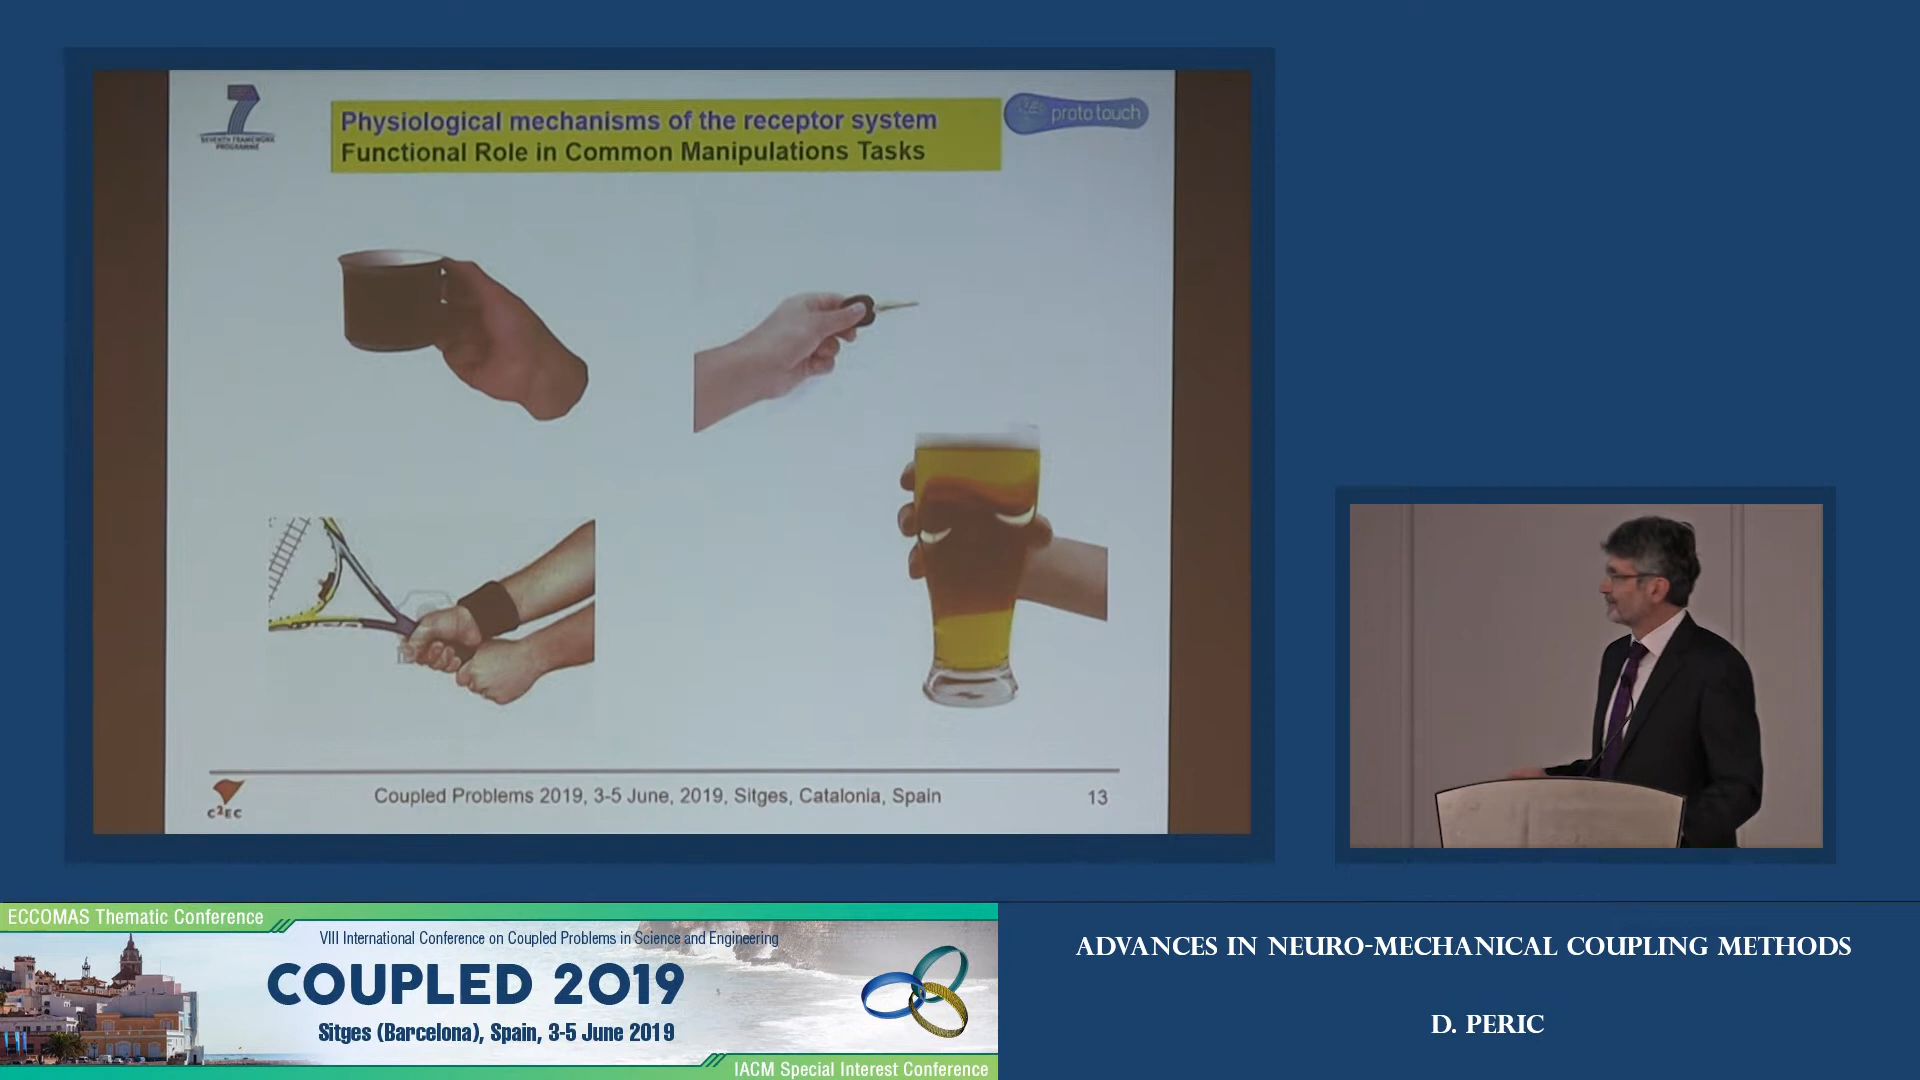 SEVENTH FRAMEWORK
PROGRAMME
Physiological mechanisms of the receptor system
Functional Role in Common Manipulations Tasks
proto touch
C²EC
Coupled Problems 2019, 3-5 June, 2019, Sitges, Catalonia, Spain
13
ECCOMAS Thematic Conference
VIII International Conference on Coupled Problems in Science and Engineering
COUPLED 2019
Sitges (Barcelona), Spain, 3-5 June 2019
IACM Special Interest Conference
ADVANCES IN NEURO-MECHANICAL COUPLING METHODS
D. PERIC